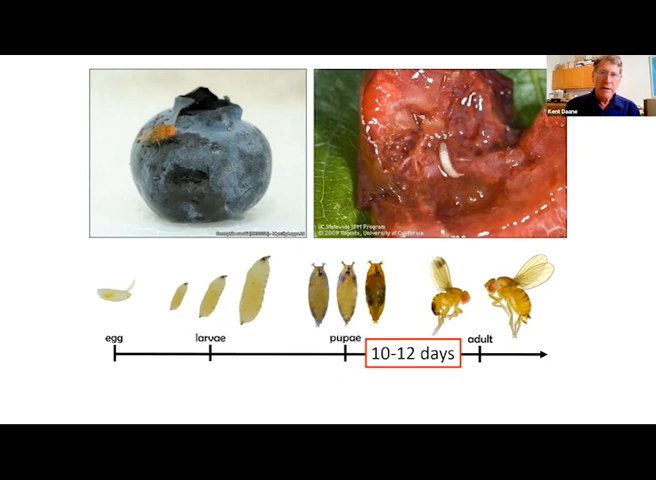 Kent Daane
UC Statewide IPM Program
© 2009 Regents, University of California
egg
larvae
pupae
adult
10-12 days